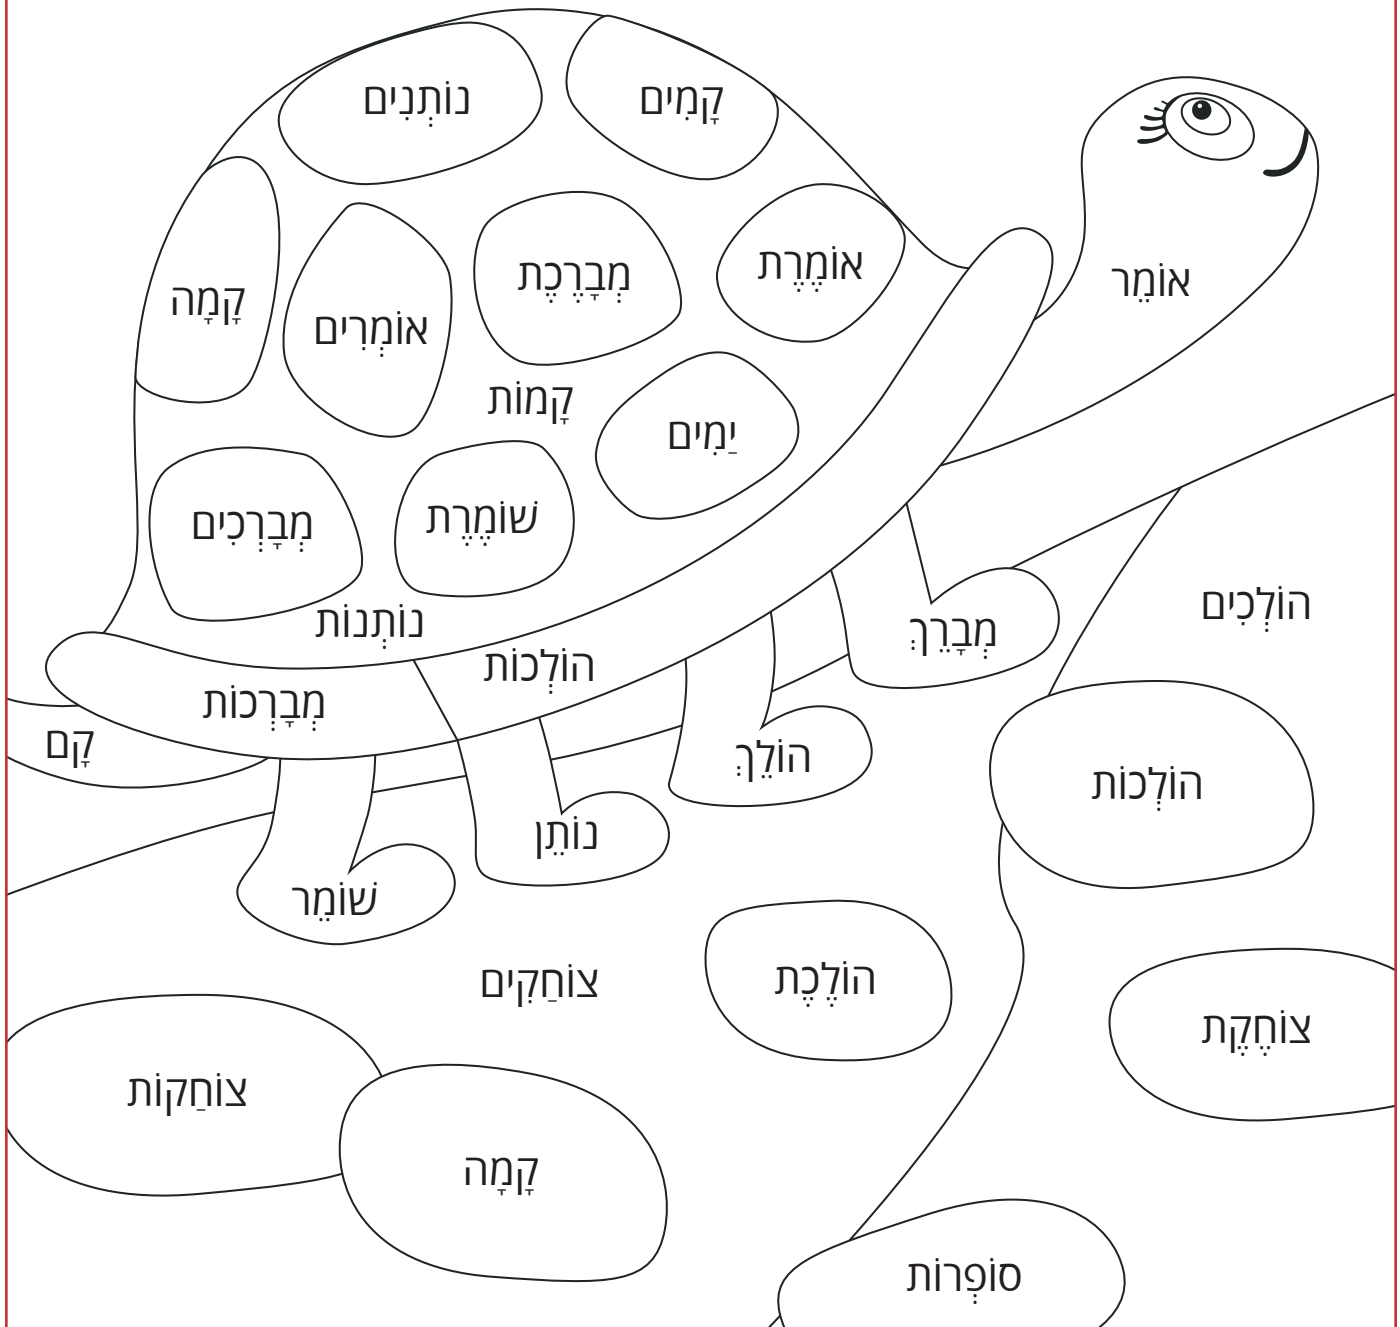 נוֹתְנִים
קָמִים
קָמָה
אוֹמְרִים
מְבָרֶכֶת
אוֹמֶרֶת
אוֹמֵר
קָמוֹת
יַמִים
מְבָרְכִים
שׁוֹמֶרֶת
נוֹתְנוֹת
הוֹלְכוֹת
מְבָרְכוֹת
מְבָרֵךְ
הוֹלְכִים
קָם
הוֹלֵךְ
הוֹלְכוֹת
נוֹתֵן
שׁוֹמֵר
צוֹחַקִים
הוֹלֶכֶת
צוֹחֶקֶת
צוֹחַקוֹת
קָמָה
סוֹפְרוֹת